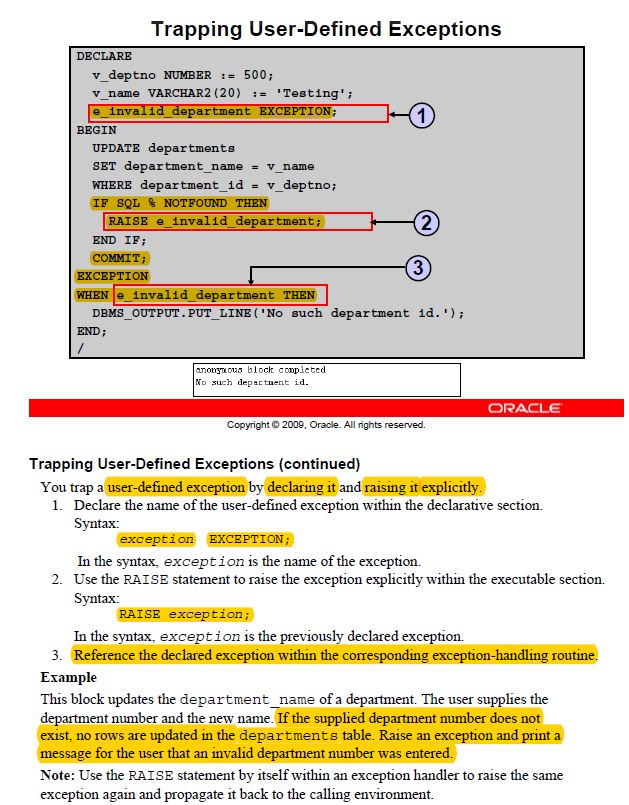 Trapping User-Defined Exceptions
DECLARE
v_deptno NUMBER := 500;
v_name VARCHAR2(20) := 'Testing';
e_invalid_department EXCEPTION;
1
BEGIN
UPDATE departments
SET department_name = v_name
WHERE department_id = v_deptno;
IF SQL % NOTFOUND THEN
RAISE e_invalid_department;
2
END IF;
COMMIT;
3
EXCEPTION
WHEN e_invalid_department THEN
DBMS_OUTPUT.PUT_LINE('No such department id.');
END;
/
anonymous block completed
No such department id.
ORACLE
Copyright © 2009, Oracle. All rights reserved.
Trapping User-Defined Exceptions (continued)
You trap a user-defined exception by declaring it and raising it explicitly.
1. Declare the name of the user-defined exception within the declarative section.
Syntax:
exception EXCEPTION;
In the syntax, exception is the name of the exception.
2. Use the RAISE statement to raise the exception explicitly within the executable section.
Syntax:
RAISE exception;
In the syntax, exception is the previously declared exception.
3. Reference the declared exception within the corresponding exception-handling routine.
Example
This block updates the department_name of a department. The user supplies the
department number and the new name. If the supplied department number does not
exist, no rows are updated in the departments table. Raise an exception and print a
message for the user that an invalid department number was entered.
Note: Use the RAISE statement by itself within an exception handler to raise the same
exception again and propagate it back to the calling environment.